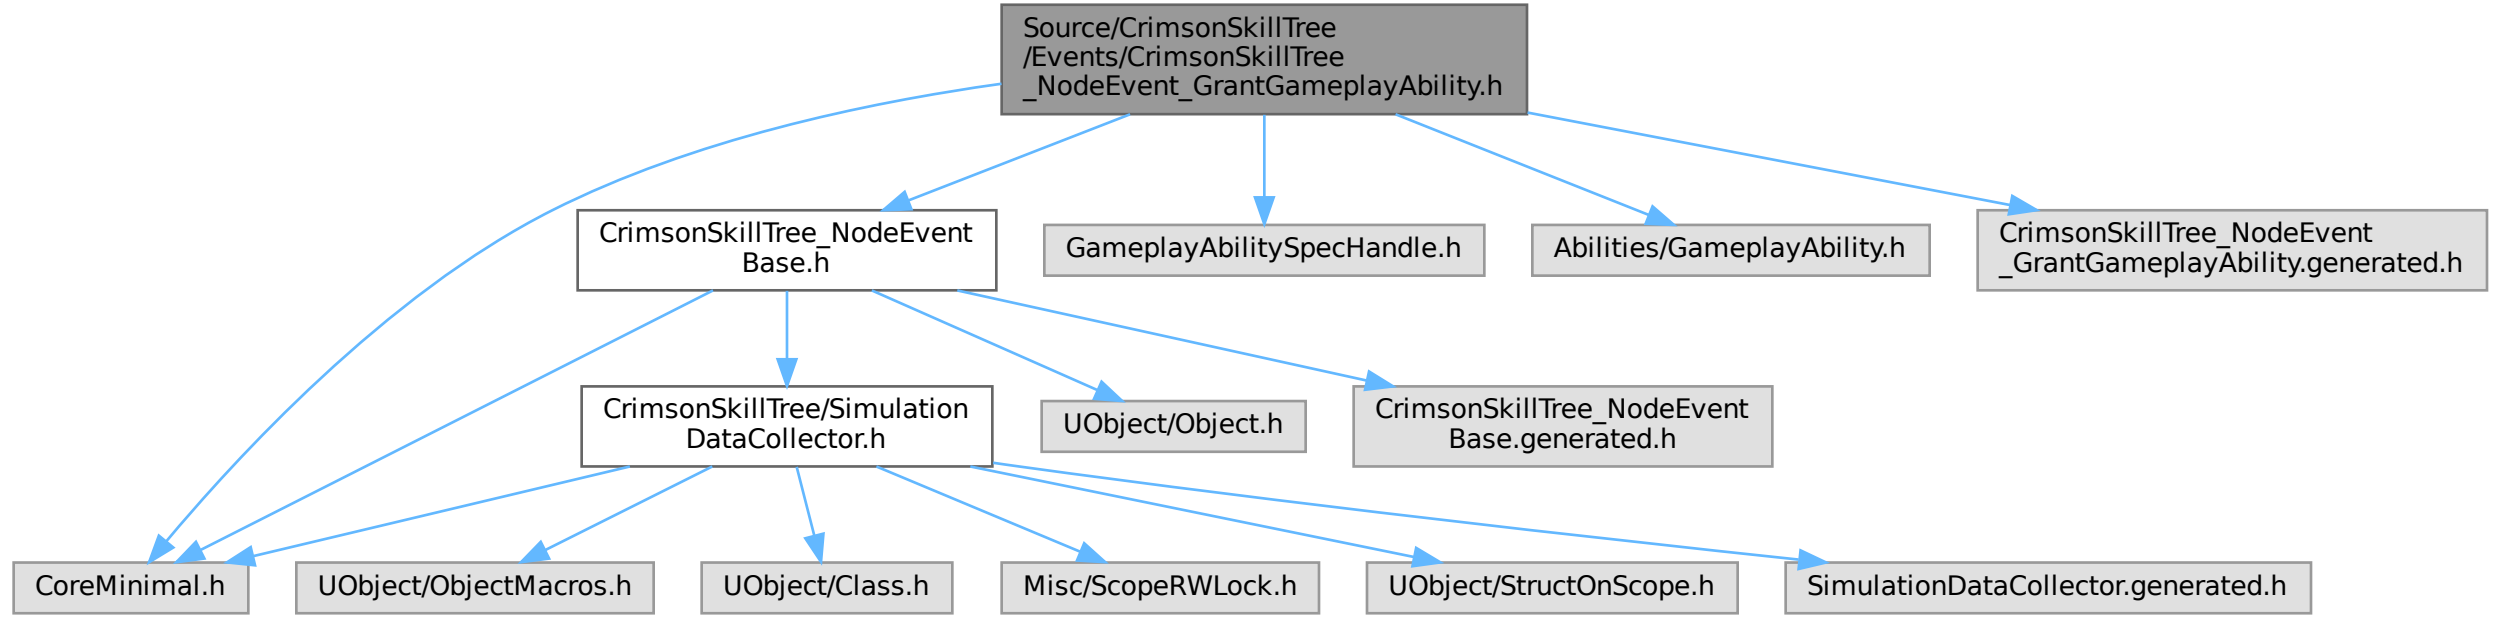 Source/CrimsonSkillTree
/Events/CrimsonSkillTree
_NodeEvent_GrantGameplayAbility.h
CrimsonSkillTree_NodeEvent
Base.h
GameplayAbilitySpecHandle.h
Abilities/GameplayAbility.h
CrimsonSkillTree_NodeEvent
_GrantGameplayAbility.generated.h
CrimsonSkillTree/Simulation
DataCollector.h
UObject/Object.h
CrimsonSkillTree_NodeEvent
Base.generated.h
CoreMinimal.h
UObject/ObjectMacros.h
UObject/Class.h
Misc/ScopeRWLock.h
UObject/StructOnScope.h
SimulationDataCollector.generated.h